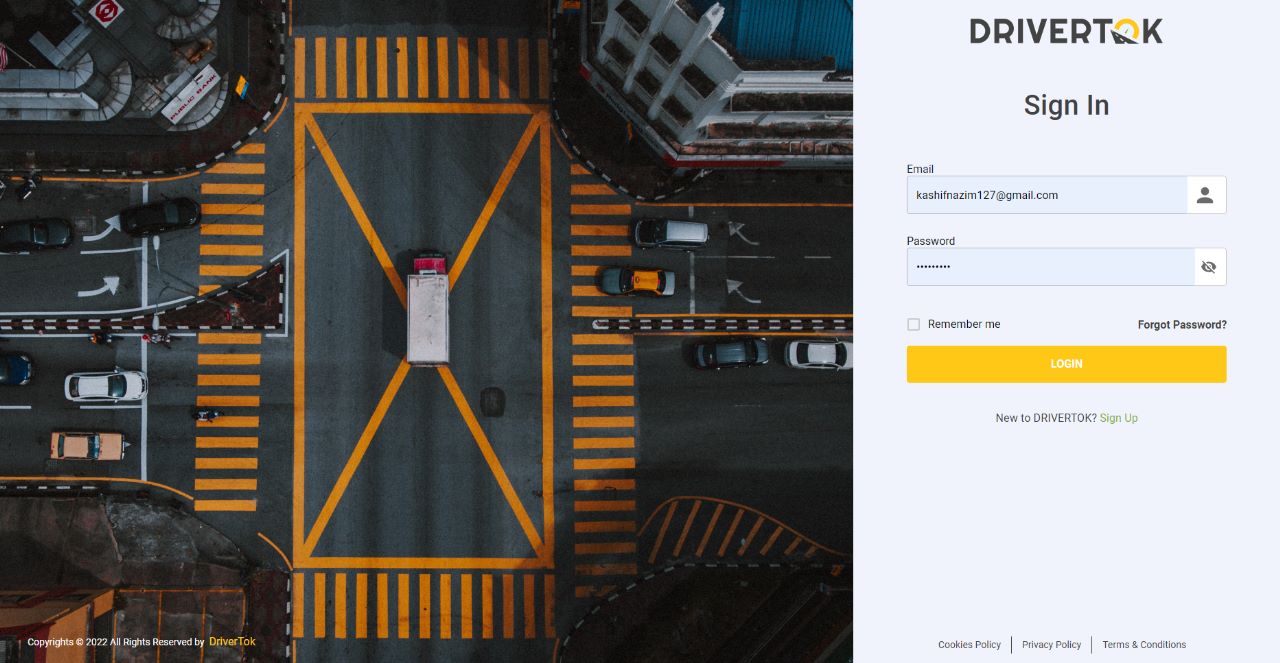 PUBLIC BANK
Copyrights © 2022 All Rights Reserved by DriverTok
DRIVERTOK
Sign In
Email
kashifnazim127@gmail.com
Password
•••••••••
Remember me
Forgot Password?
LOGIN
New to DRIVERTOK? Sign Up
Cookies Policy
Privacy Policy
Terms & Conditions